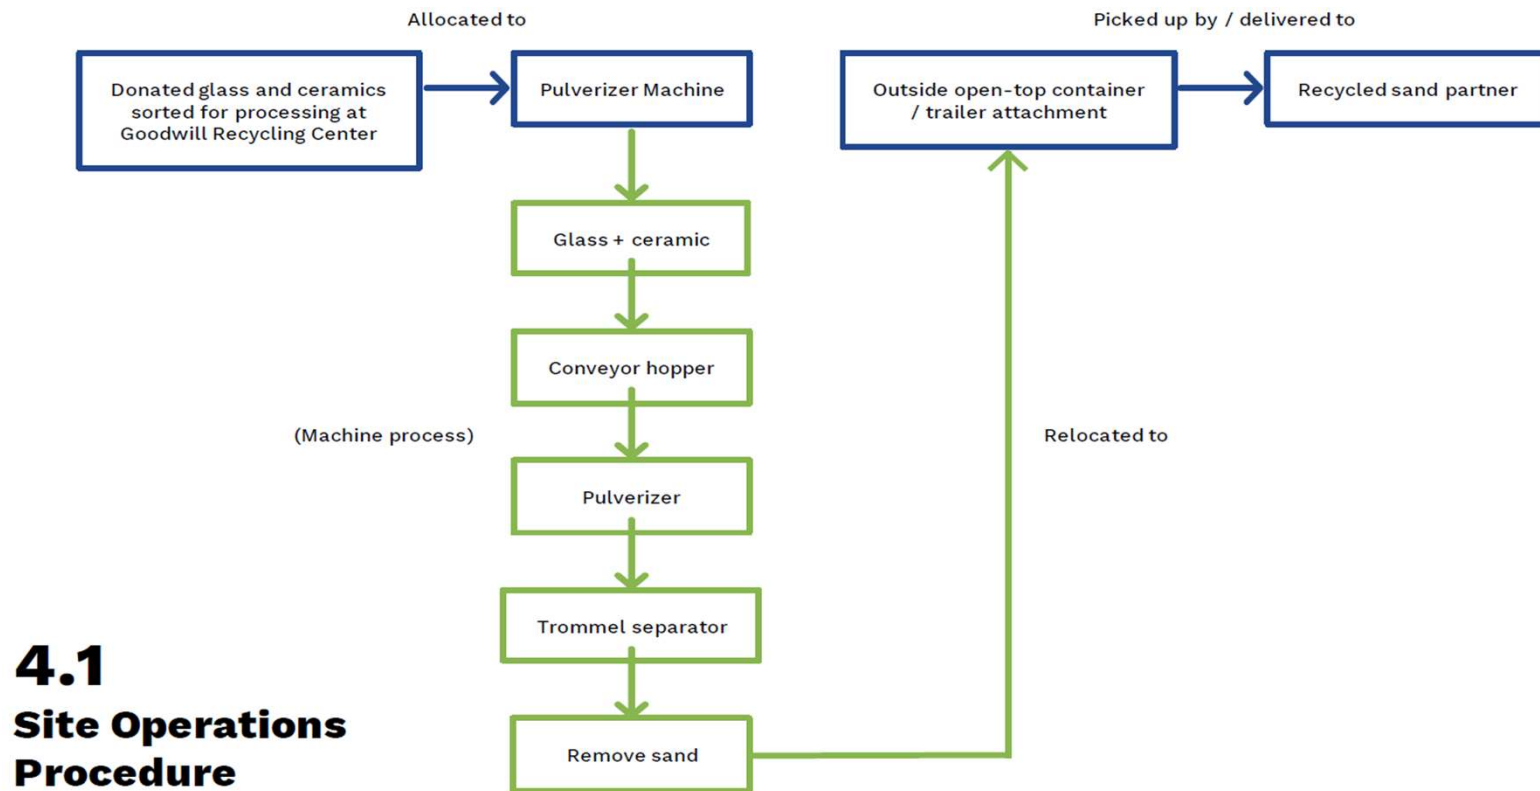 Allocated to
Picked up by / delivered to
Donated glass and ceramics
sorted for processing at
Goodwill Recycling Center
Pulverizer Machine
Outside open-top container
/ trailer attachment
Recycled sand partner
Glass + ceramic
Conveyor hopper
(Machine process)
Relocated to
Pulverizer
Trommel separator
Remove sand
4.1
Site Operations
Procedure